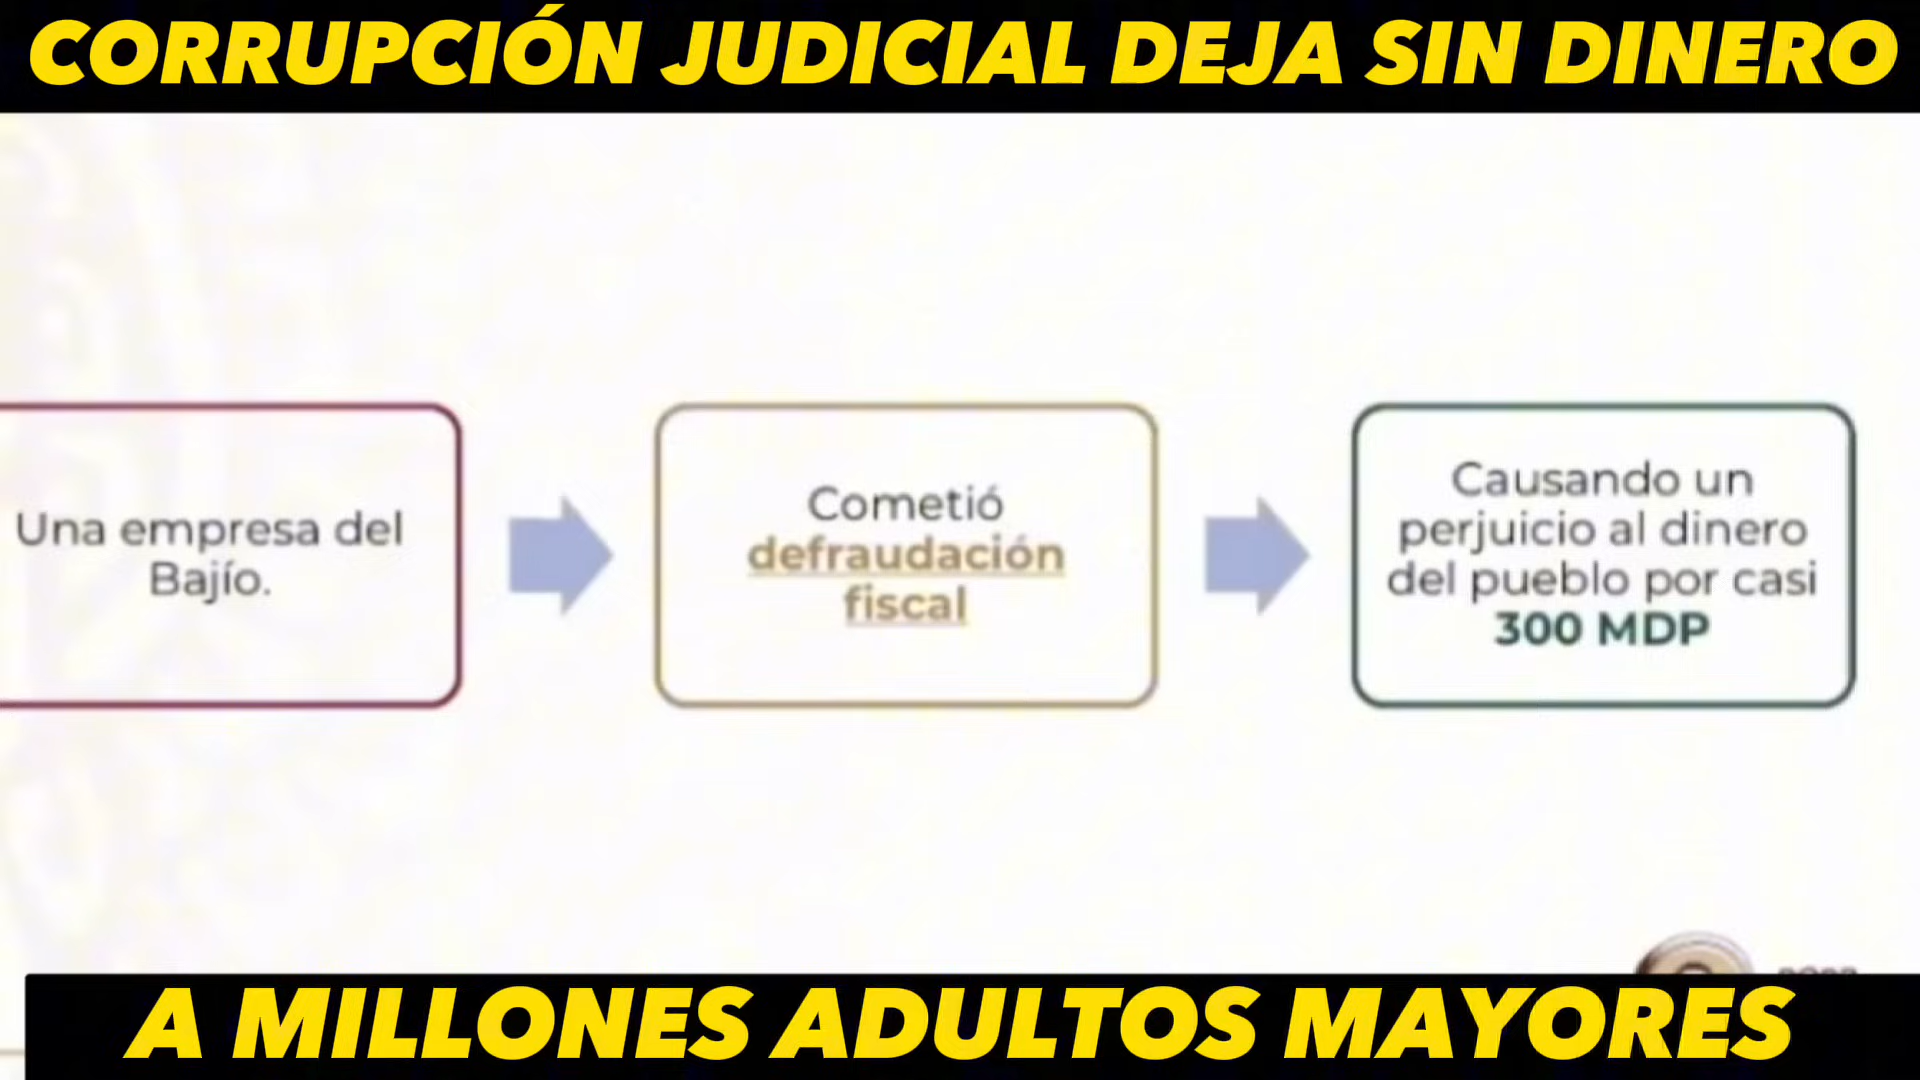 CORRUPCIÓN JUDICIAL DEJA SIN DINERO
Una empresa del
Bajío.
Cometió
defraudación
fiscal
Causando un
perjuicio al dinero
del pueblo por casi
300 MDP
A MILLONES ADULTOS MAYORES